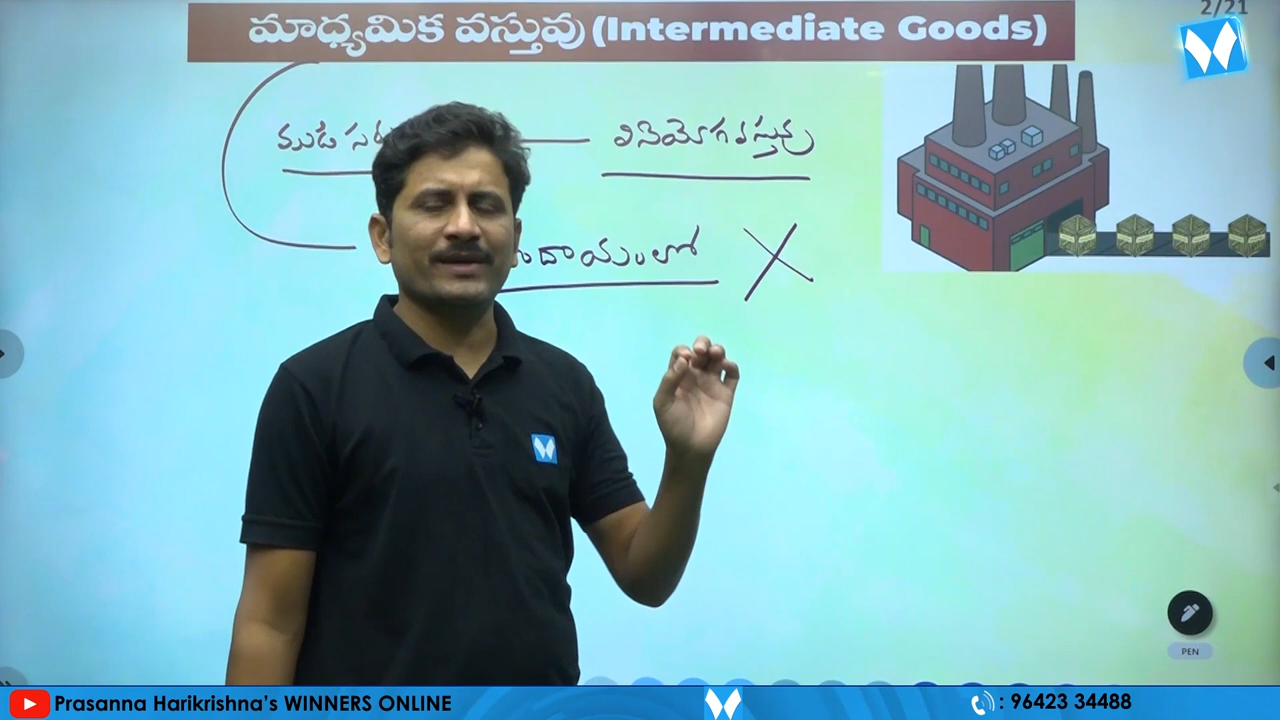 2/21
మాధ్యమిక వస్తువు (Intermediate Goods)
ముడి వినియోగవస్తువు
దాయంలో
PEN
Prasanna Harikrishna's WINNERS ONLINE
: 96423 34488